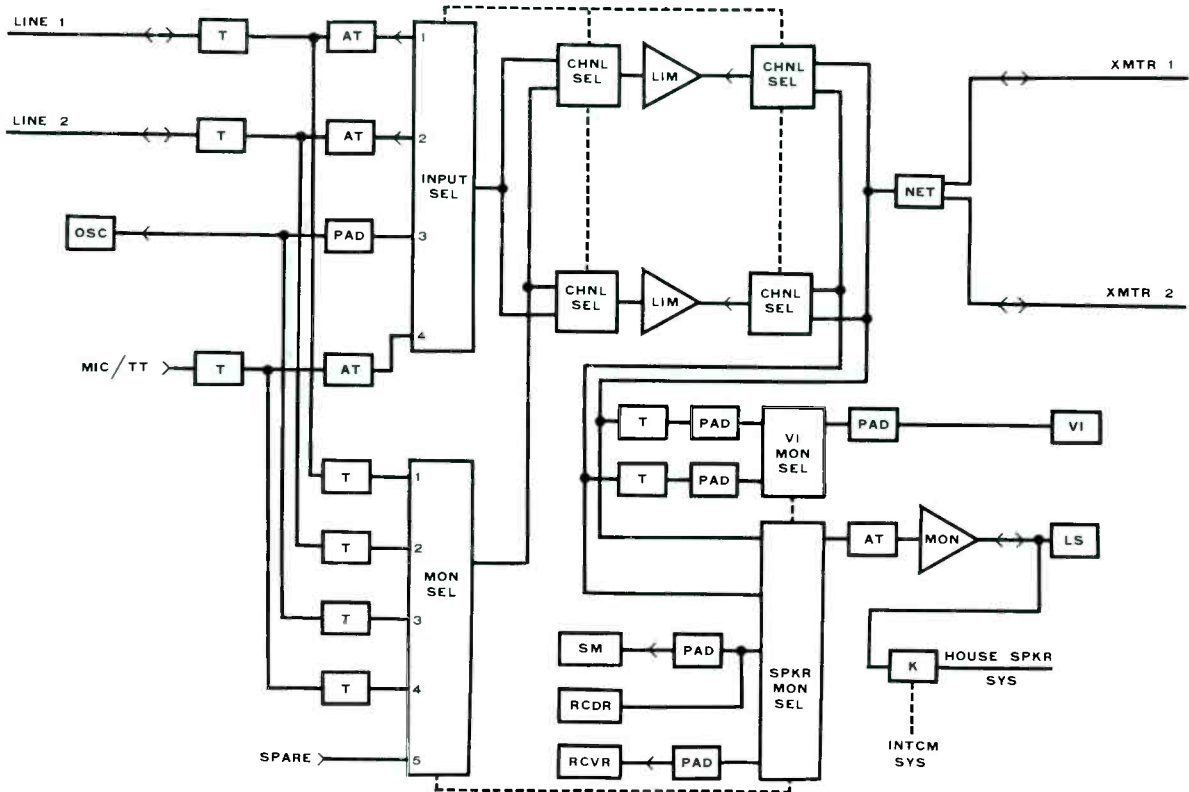 LINE 1
T
AT
1
CHNL SEL
LIM
CHNL SEL
XMTR 1
LINE 2
T
AT
2
INPUT SEL
NET
OSC
PAD
3
CHNL SEL
LIM
CHNL SEL
XMTR 2
4
MIC/TT
T
AT
T
PAD
VI MON SEL
PAD
VI
T
PAD
T
1
T
2
MON SEL
AT
MON
LS
T
3
SM
PAD
SPKR MON SEL
K
HOUSE SPKR SYS
T
4
RCDR
INTCM SYS
SPARE
5
RCVR
PAD